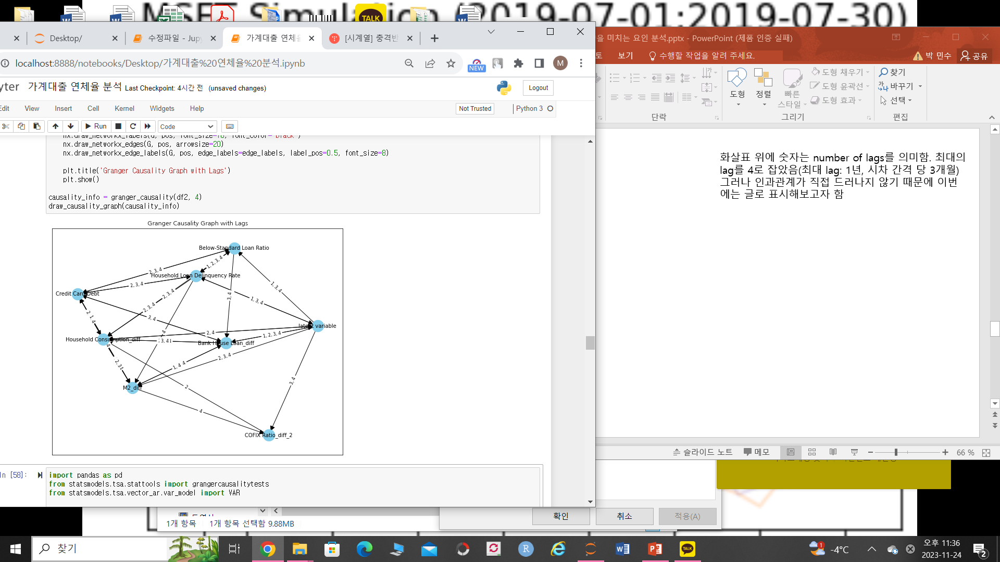 MSET Simulation (2019-07-01:2019-07-30)
TALK
Desktop/
수정파일 - Jup
가계대출 연체율
[시계열] 충격반
localhost:8888/notebooks/Desktop/가계대출%20연체율%20분석.ipynb
NEW
M
yter 가계대출 연체율 분석 Last Checkpoint: 4시간 전 (unsaved changes)
Logout
Edit View Insert Cell Kernel Widgets Help
Not Trusted
Python 3
Run
Code
nx.draw_networkx_labels(G, pos, font_size=10, font_color='black')
nx.draw_networkx_edges(G, pos, arrowsize=20)
nx.draw_networkx_edge_labels(G, pos, edge_labels=edge_labels, label_pos=0.5, font_size=8)
plt.title('Granger Causality Graph with Lags')
plt.show()
causality_info = granger_causality(df2, 4)
draw_causality_graph(causality_info)
Granger Causality Graph with Lags
Below-Standard Loan Ratio
1, 2, 3, 4
2, 3, 4
Household Loan Delinquency Rate
2, 3, 4
1, 3, 4
Credit Card Debt
2, 3, 4
3, 4
1, 3, 4
2, 3, 4
3, 4
latent variable
2, 4
1, 2, 3, 4
Household Consumption_diff
Bank House Loan_diff
2, 3, 4
M2_diff
2
3, 4
4
COFIX Ratio_diff_2
In [58]:
import pandas as pd
from statsmodels.tsa.stattools import grangercausalitytests
from statsmodels.tsa.vector_ar.var_model import VAR
을 미치는 요인 분석.pptx - PowerPoint (제품 인증 실패)
토 보기 수행할 작업을 알려 주세요.
박 민수 공유
도형
정렬
빠른
스타일
도형 채우기
도형 윤곽선
도형 효과
찾기
바꾸기
선택
단락
그리기
편집
화살표 위에 숫자는 number of lags를 의미함. 최대의
lag를 4로 잡았음(최대 lag: 1년, 시차 간격 당 3개월)
그러나 인과관계가 직접 드러나지 않기 때문에 이번
에는 글로 표시해보고자 함
슬라이드 노트 메모
66 %
1개 항목 1개 항목 선택함 9.88MB
확인 취소 적용(A)
찾기
R
TALK
1
-4°C
오후 11:36
2023-11-24
2